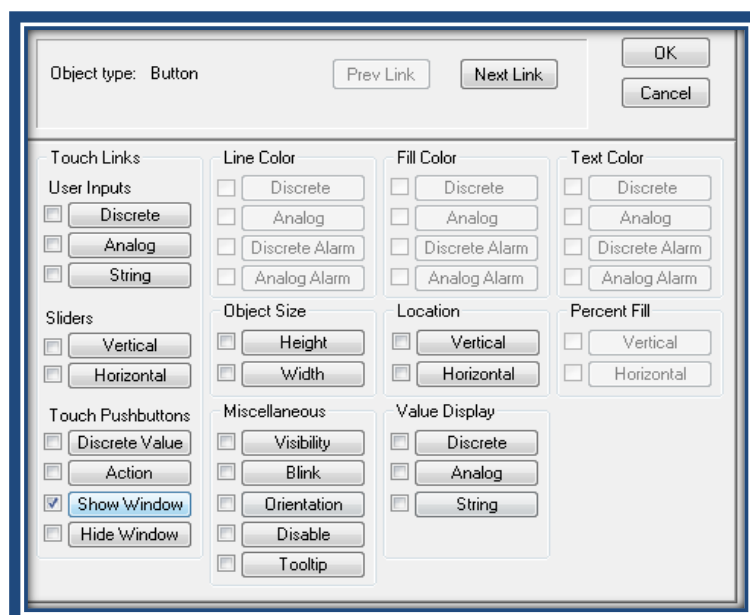 Object type: Button
Prev Link
Next Link
OK
Cancel
Touch Links
User Inputs
Discrete
Analog
String
Sliders
Vertical
Horizontal
Touch Pushbuttons
Discrete Value
Action
Show Window
Hide Window
Line Color
Discrete
Analog
Discrete Alarm
Analog Alarm
Object Size
Height
Width
Miscellaneous
Visibility
Blink
Orientation
Disable
Tooltip
Fill Color
Discrete
Analog
Discrete Alarm
Analog Alarm
Location
Vertical
Horizontal
Value Display
Discrete
Analog
String
Text Color
Discrete
Analog
Discrete Alarm
Analog Alarm
Percent Fill
Vertical
Horizontal